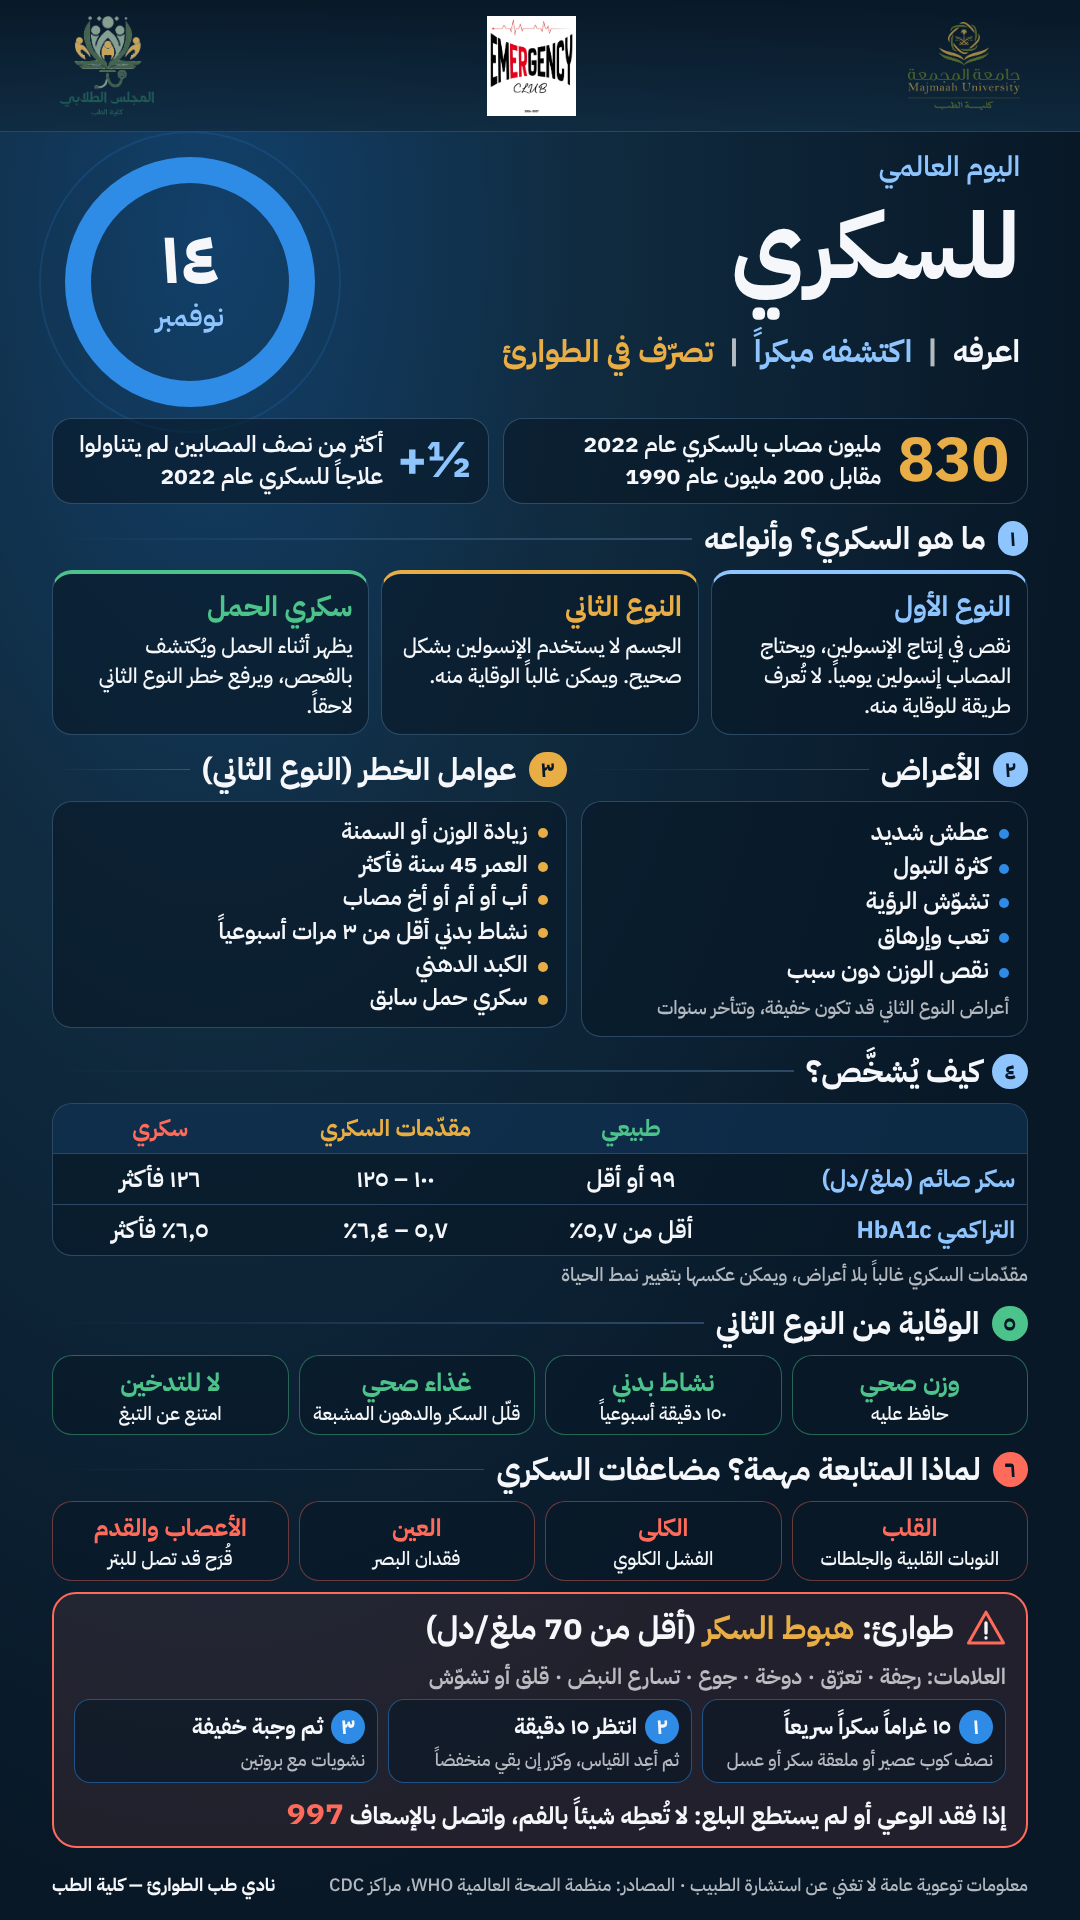 المجلس الطلابي
كلية الطب
EMERGENCY
CLUB
جامعة المجمعة
Majmaah University
كليـــة الطـب
اليوم العالمي
للسكري
اعرفه | اكتشفه مبكراً | تصرّف في الطوارئ
١٤
نوفمبر
830
مليون مصاب بالسكري عام 2022
مقابل 200 مليون عام 1990
+½
أكثر من نصف المصابين لم يتناولوا
علاجاً للسكري عام 2022
١ ما هو السكري؟ وأنواعه
النوع الأول
نقص في إنتاج الإنسولين، ويحتاج
المصاب إنسولين يومياً. لا تُعرف
طريقة للوقاية منه.
النوع الثاني
الجسم لا يستخدم الإنسولين بشكل
صحيح. ويمكن غالباً الوقاية منه.
سكري الحمل
يظهر أثناء الحمل ويُكتشف
بالفحص، ويرفع خطر النوع الثاني
لاحقاً.
٢ الأعراض
عطش شديد
كثرة التبول
تشوّش الرؤية
تعب وإرهاق
نقص الوزن دون سبب
أعراض النوع الثاني قد تكون خفيفة، وتتأخر سنوات
٣ عوامل الخطر (النوع الثاني)
زيادة الوزن أو السمنة
العمر 45 سنة فأكثر
أب أو أم أو أخ مصاب
نشاط بدني أقل من ٣ مرات أسبوعياً
الكبد الدهني
سكري حمل سابق
٤ كيف يُشخَّص؟
طبيعي مقدّمات السكري سكري
سكر صائم (ملغ/دل) ٩٩ أو أقل ١٠٠ – ١٢٥ ١٢٦ فأكثر
التراكمي HbA1c أقل من ٥,٧٪ ٥,٧ – ٦,٤٪ ٦,٥٪ فأكثر
مقدّمات السكري غالباً بلا أعراض، ويمكن عكسها بتغيير نمط الحياة
٥ الوقاية من النوع الثاني
وزن صحي
حافظ عليه
نشاط بدني
١٥٠ دقيقة أسبوعياً
غذاء صحي
قلّل السكر والدهون المشبعة
لا للتدخين
امتنع عن التبغ
٦ لماذا المتابعة مهمة؟ مضاعفات السكري
القلب
النوبات القلبية والجلطات
الكلى
الفشل الكلوي
العين
فقدان البصر
الأعصاب والقدم
قُرَح قد تصل للبتر
طوارئ: هبوط السكر (أقل من 70 ملغ/دل)
العلامات: رجفة · تعرّق · دوخة · جوع · تسارع النبض · قلق أو تشوّش
١ ١٥ غراماً سكراً سريعاً
نصف كوب عصير أو ملعقة سكر أو عسل
٢ انتظر ١٥ دقيقة
ثم أعِد القياس، وكرّر إن بقي منخفضاً
٣ ثم وجبة خفيفة
نشويات مع بروتين
إذا فقد الوعي أو لم يستطع البلع: لا تُعطِه شيئاً بالفم، واتصل بالإسعاف 997
معلومات توعوية عامة لا تغني عن استشارة الطبيب · المصادر: منظمة الصحة العالمية WHO، مراكز CDC
نادي طب الطوارئ — كلية الطب